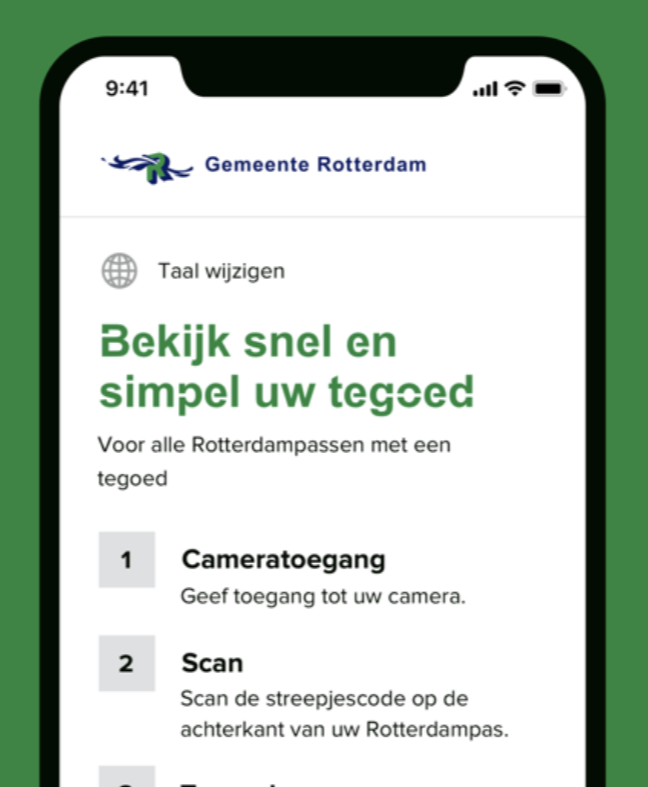 9:41
Gemeente Rotterdam
Taal wijzigen
Bekijk snel en
simpel uw tegoed
Voor alle Rotterdampassen met een
tegoed
1 Cameratoegang
Geef toegang tot uw camera.
2 Scan
Scan de streepjescode op de
achterkant van uw Rotterdampas.